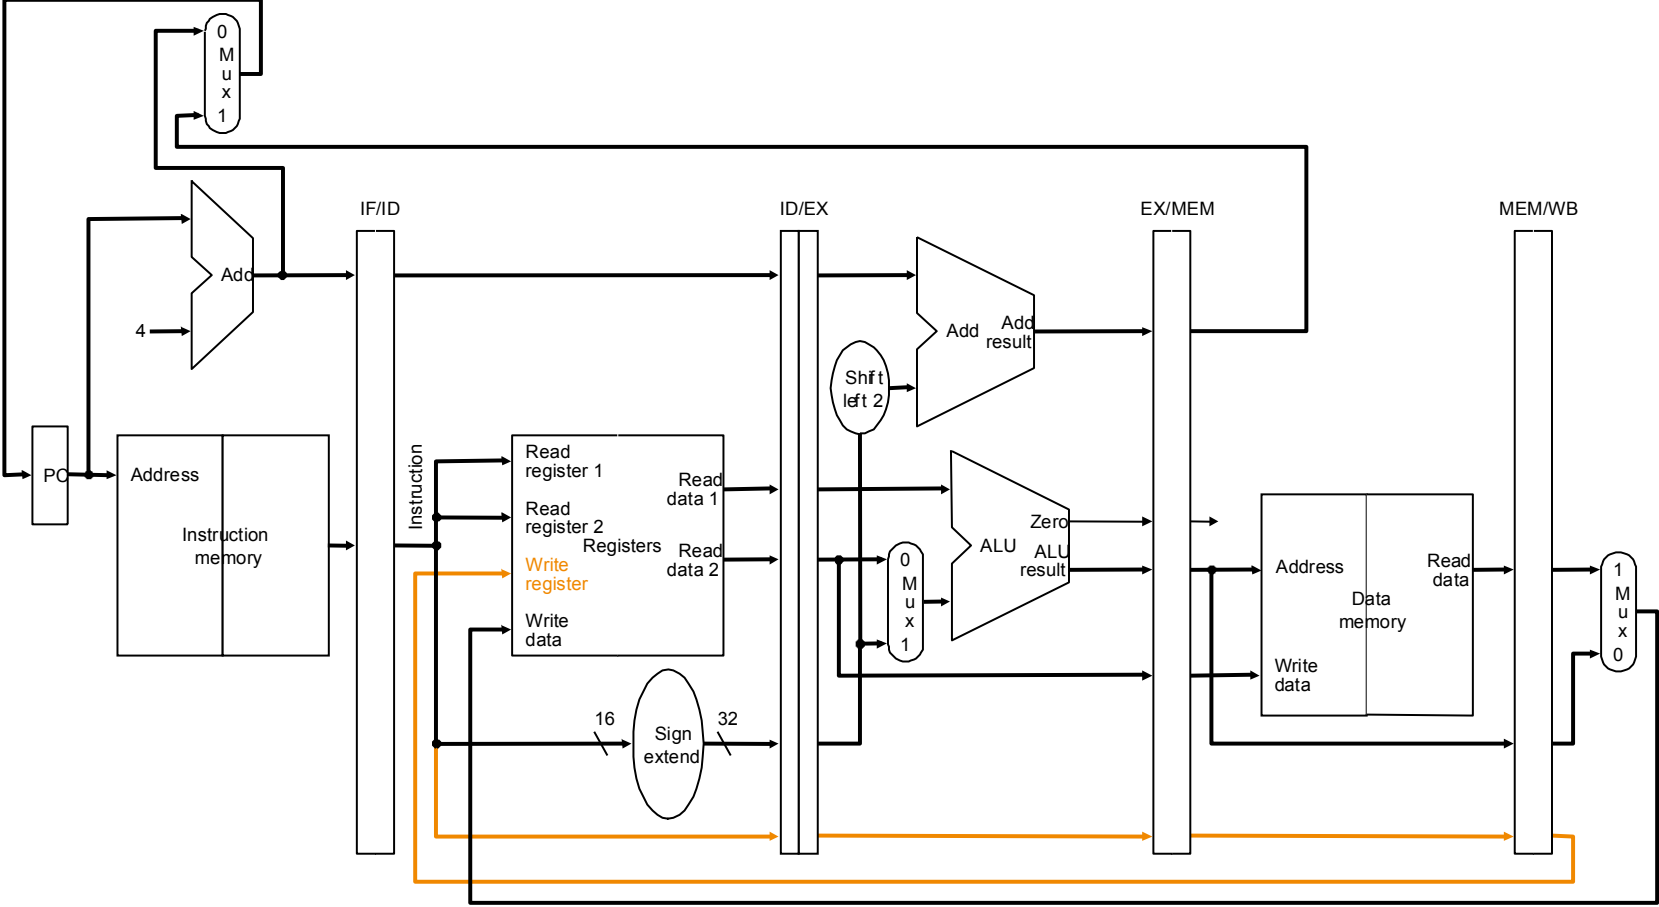 0
M
u
x
1
IF/ID
ID/EX
EX/MEM
MEM/WB
Add
4
Add
Add
result
Shift
left 2
PC
Address
Instruction
memory
Instruction
Read
register 1
Read
register 2
Write
register
Write
data
Registers
Read
data 1
Read
data 2
16
Sign
extend
32
0
M
u
x
1
Zero
ALU
ALU
result
Address
Write
data
Data
memory
Read
data
1
M
u
x
0